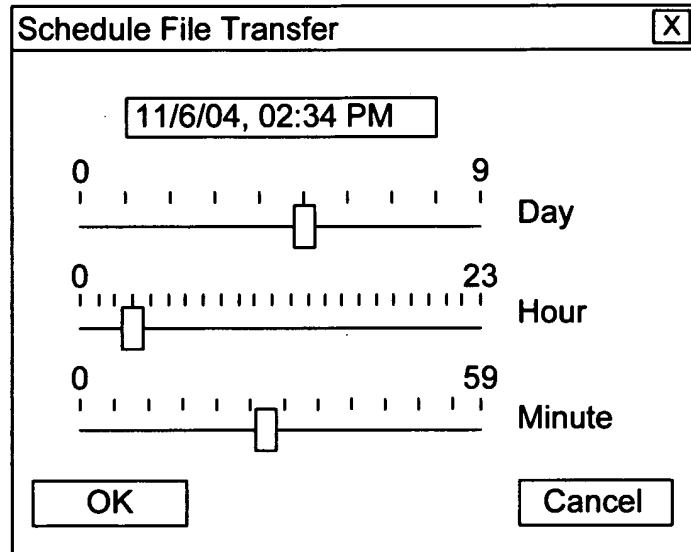 Schedule File Transfer X
11/6/04, 02:34 PM
0 9
Day
0 23
Hour
0 59
Minute
OK Cancel